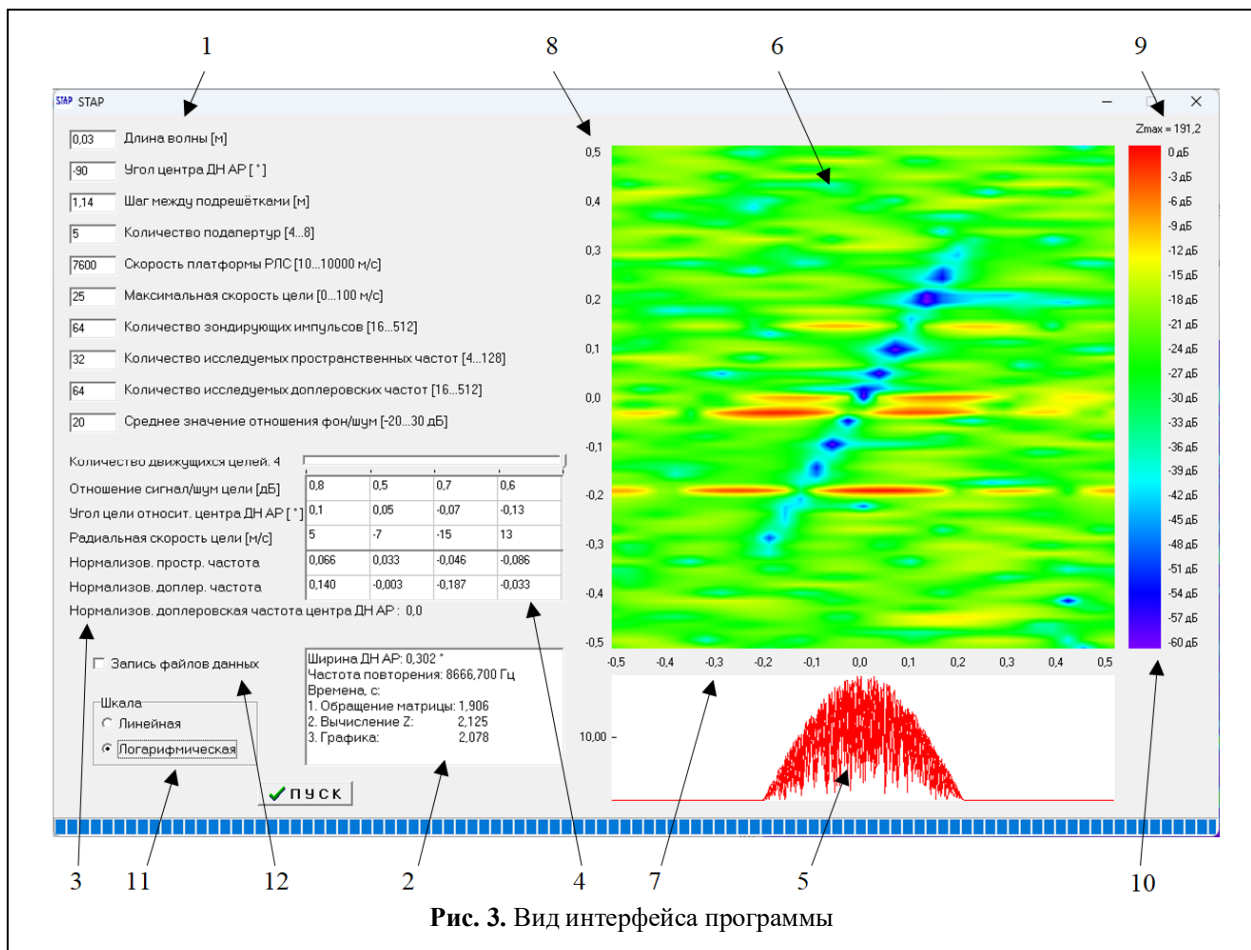 1
8
6
9
STAP STAP
Zmax = 191,2
0,03 Длина волны [м]
-90 Угол центра ДН АР [ ° ]
1,14 Шаг между подрешётками [м]
5 Количество подапертур [4...8]
7600 Скорость платформы РЛС [10...10000 м/с]
25 Максимальная скорость цели [0...100 м/с]
64 Количество зондирующих импульсов [16...512]
32 Количество исследуемых пространственных частот [4...128]
64 Количество исследуемых доплеровских частот [16...512]
20 Среднее значение отношения фон/шум [-20...30 дБ]
Количество движущихся целей: 4
Отношение сигнал/шум цели [дБ] 0,8 0,5 0,7 0,6
Угол цели относит. центра ДН АР [ ° ] 0,1 0,05 -0,07 -0,13
Радиальная скорость цели [м/с] 5 -7 -15 13
Нормализов. простр. частота 0,066 0,033 -0,046 -0,086
Нормализов. доплер. частота 0,140 -0,003 -0,187 -0,033
Нормализов. доплеровская частота центра ДН АР : 0,0
Запись файлов данных
Шкала
Линейная
Логарифмическая
Ширина ДН АР: 0,302 °
Частота повторения: 8666,700 Гц
Времена, с:
1. Обращение матрицы: 1,906
2. Вычисление Z: 2,125
3. Графика: 2,078
ПУСК
0,5
0,4
0,3
0,2
0,1
0,0
-0,1
-0,2
-0,3
-0,4
-0,5
-0,5 -0,4 -0,3 -0,2 -0,1 0,0 0,1 0,2 0,3 0,4 0,5
10,00
0 дБ
-3 дБ
-6 дБ
-9 дБ
-12 дБ
-15 дБ
-18 дБ
-21 дБ
-24 дБ
-27 дБ
-30 дБ
-33 дБ
-36 дБ
-39 дБ
-42 дБ
-45 дБ
-48 дБ
-51 дБ
-54 дБ
-57 дБ
-60 дБ
3
11
12
2
4
7
5
10
Рис. 3. Вид интерфейса программы